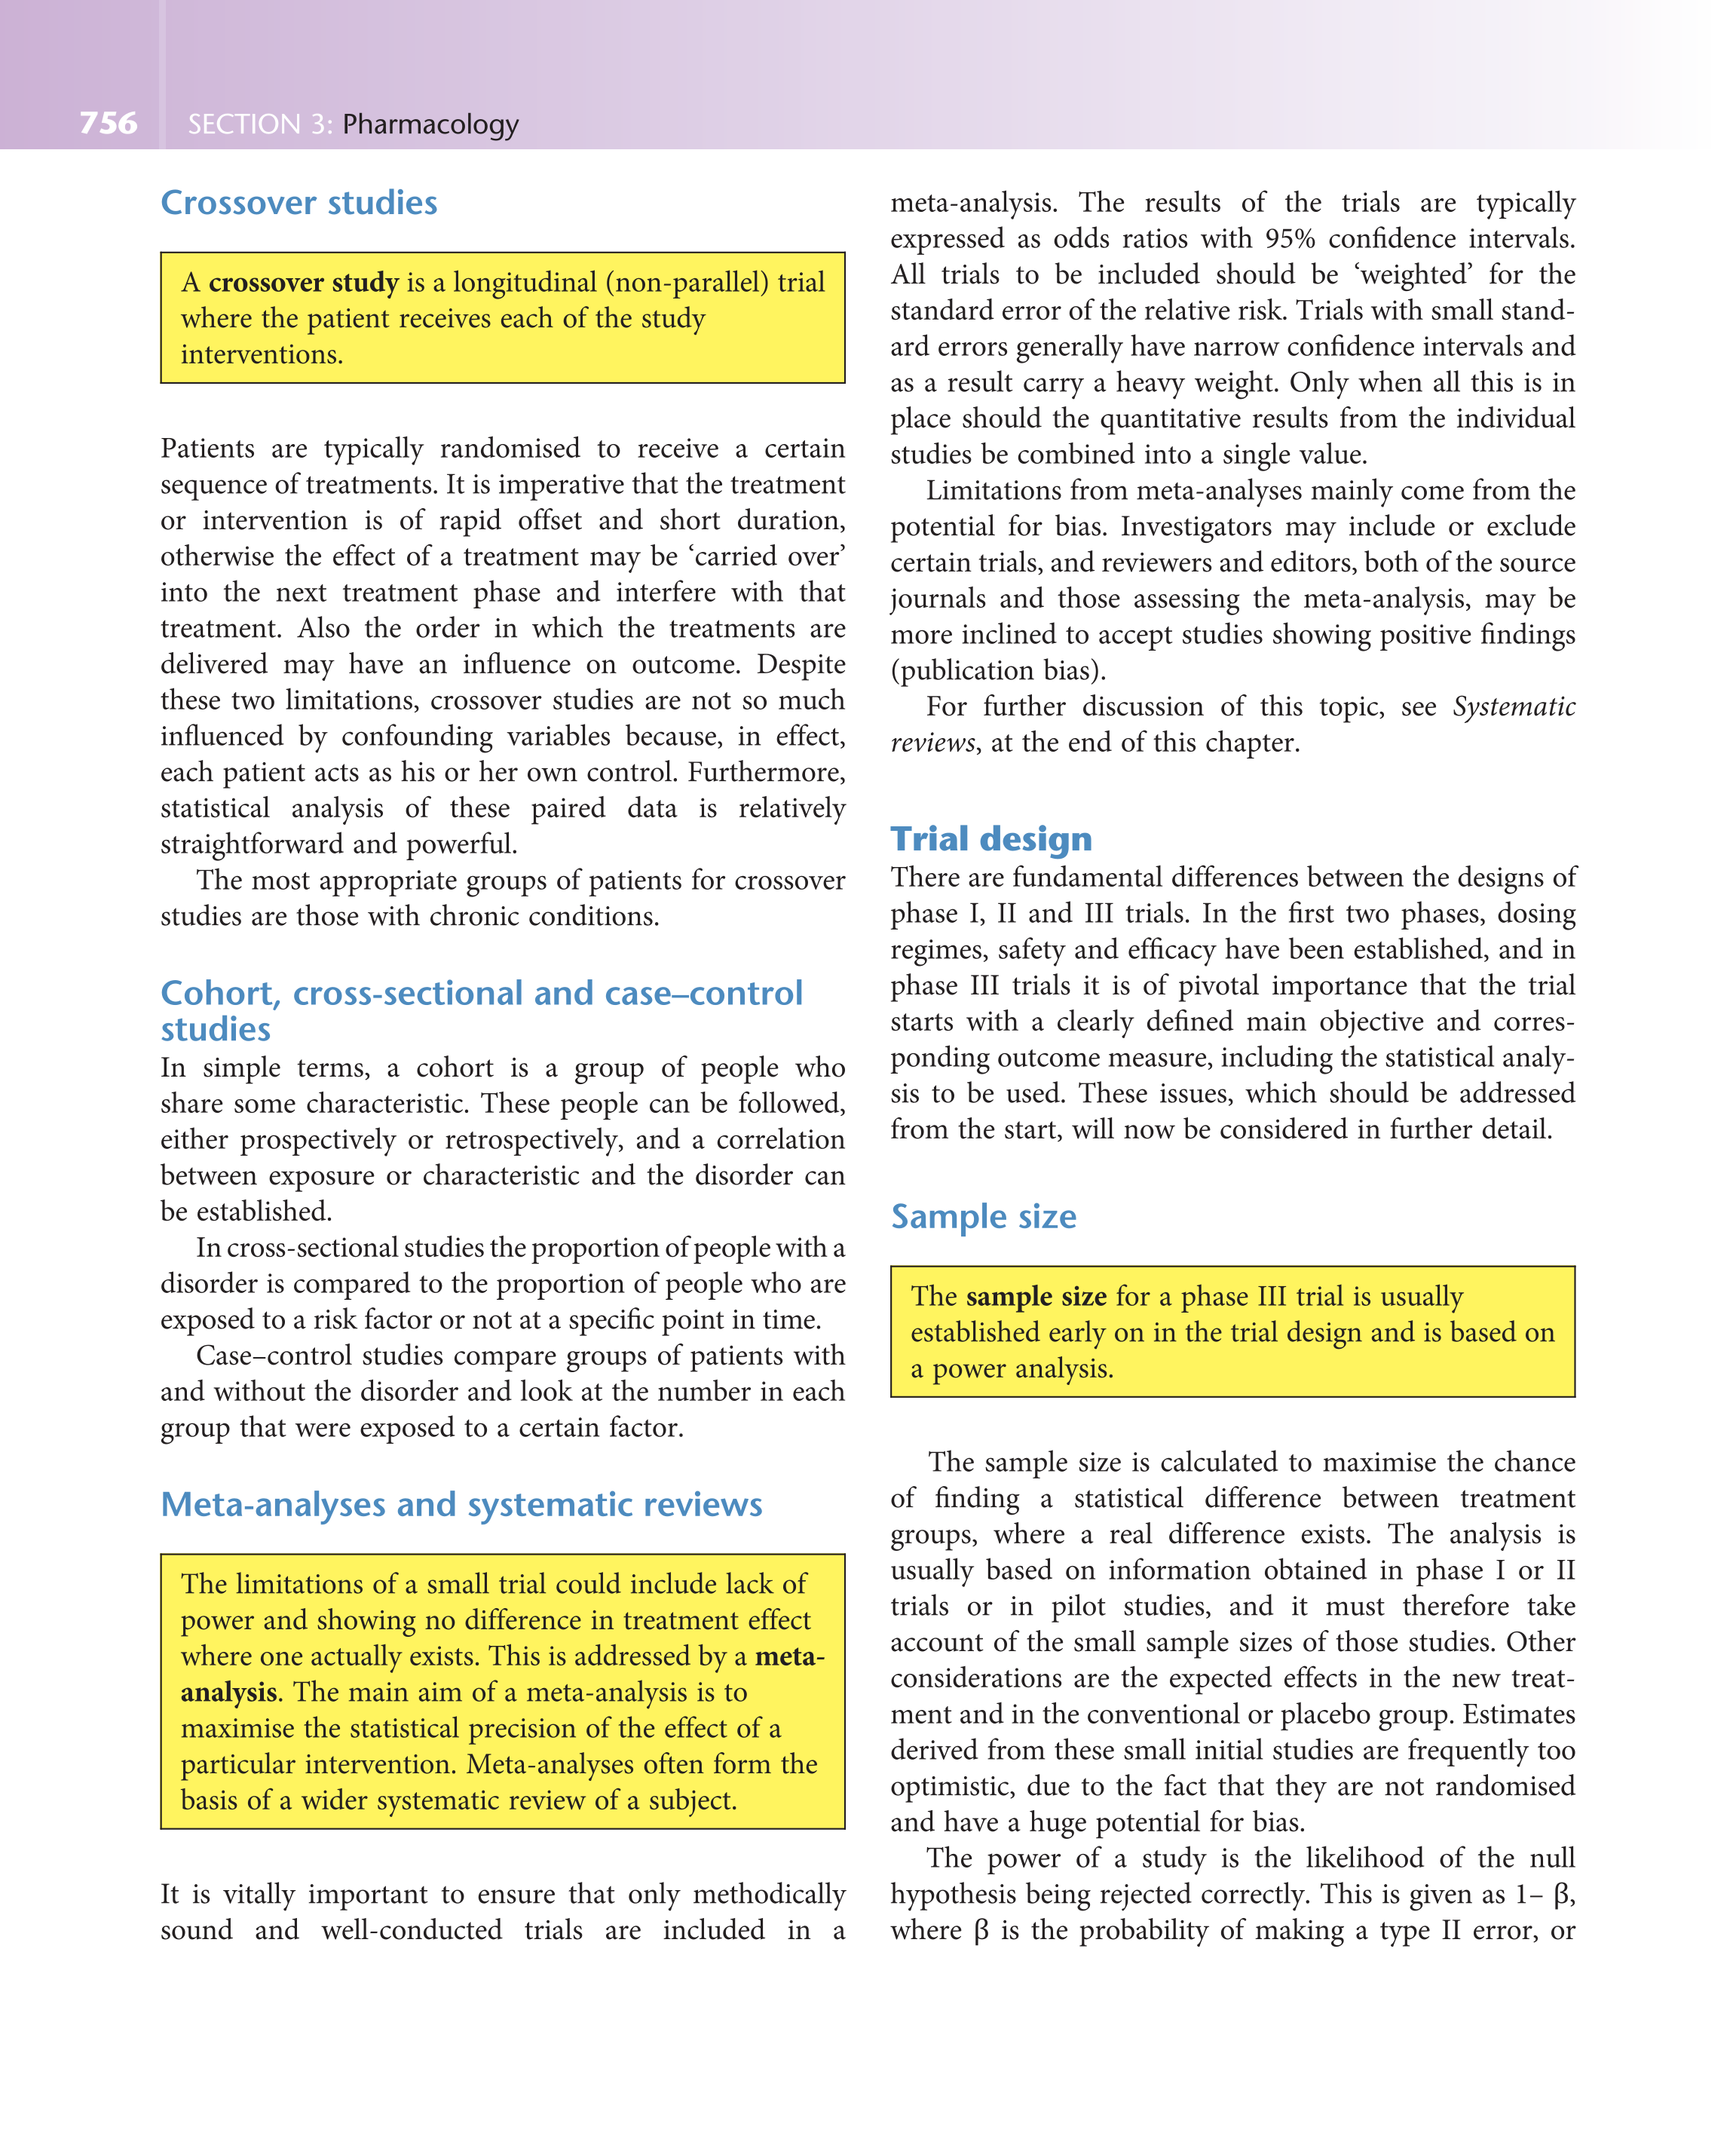 756 SECTION 3: Pharmacology
Crossover studies
A crossover study is a longitudinal (non-parallel) trial
where the patient receives each of the study
interventions.
Patients are typically randomised to receive a certain
sequence of treatments. It is imperative that the treatment
or intervention is of rapid offset and short duration,
otherwise the effect of a treatment may be ‘carried over’
into the next treatment phase and interfere with that
treatment. Also the order in which the treatments are
delivered may have an influence on outcome. Despite
these two limitations, crossover studies are not so much
influenced by confounding variables because, in effect,
each patient acts as his or her own control. Furthermore,
statistical analysis of these paired data is relatively
straightforward and powerful.
The most appropriate groups of patients for crossover
studies are those with chronic conditions.
Cohort, cross-sectional and case–control
studies
In simple terms, a cohort is a group of people who
share some characteristic. These people can be followed,
either prospectively or retrospectively, and a correlation
between exposure or characteristic and the disorder can
be established.
In cross-sectional studies the proportion of people with a
disorder is compared to the proportion of people who are
exposed to a risk factor or not at a specific point in time.
Case–control studies compare groups of patients with
and without the disorder and look at the number in each
group that were exposed to a certain factor.
Meta-analyses and systematic reviews
The limitations of a small trial could include lack of
power and showing no difference in treatment effect
where one actually exists. This is addressed by a meta-
analysis. The main aim of a meta-analysis is to
maximise the statistical precision of the effect of a
particular intervention. Meta-analyses often form the
basis of a wider systematic review of a subject.
It is vitally important to ensure that only methodically
sound and well-conducted trials are included in a
meta-analysis. The results of the trials are typically
expressed as odds ratios with 95% confidence intervals.
All trials to be included should be ‘weighted’ for the
standard error of the relative risk. Trials with small stand-
ard errors generally have narrow confidence intervals and
as a result carry a heavy weight. Only when all this is in
place should the quantitative results from the individual
studies be combined into a single value.
Limitations from meta-analyses mainly come from the
potential for bias. Investigators may include or exclude
certain trials, and reviewers and editors, both of the source
journals and those assessing the meta-analysis, may be
more inclined to accept studies showing positive findings
(publication bias).
For further discussion of this topic, see Systematic
reviews, at the end of this chapter.
Trial design
There are fundamental differences between the designs of
phase I, II and III trials. In the first two phases, dosing
regimes, safety and efficacy have been established, and in
phase III trials it is of pivotal importance that the trial
starts with a clearly defined main objective and corres-
ponding outcome measure, including the statistical analy-
sis to be used. These issues, which should be addressed
from the start, will now be considered in further detail.
Sample size
The sample size for a phase III trial is usually
established early on in the trial design and is based on
a power analysis.
The sample size is calculated to maximise the chance
of finding a statistical difference between treatment
groups, where a real difference exists. The analysis is
usually based on information obtained in phase I or II
trials or in pilot studies, and it must therefore take
account of the small sample sizes of those studies. Other
considerations are the expected effects in the new treat-
ment and in the conventional or placebo group. Estimates
derived from these small initial studies are frequently too
optimistic, due to the fact that they are not randomised
and have a huge potential for bias.
The power of a study is the likelihood of the null
hypothesis being rejected correctly. This is given as 1– β,
where β is the probability of making a type II error, or